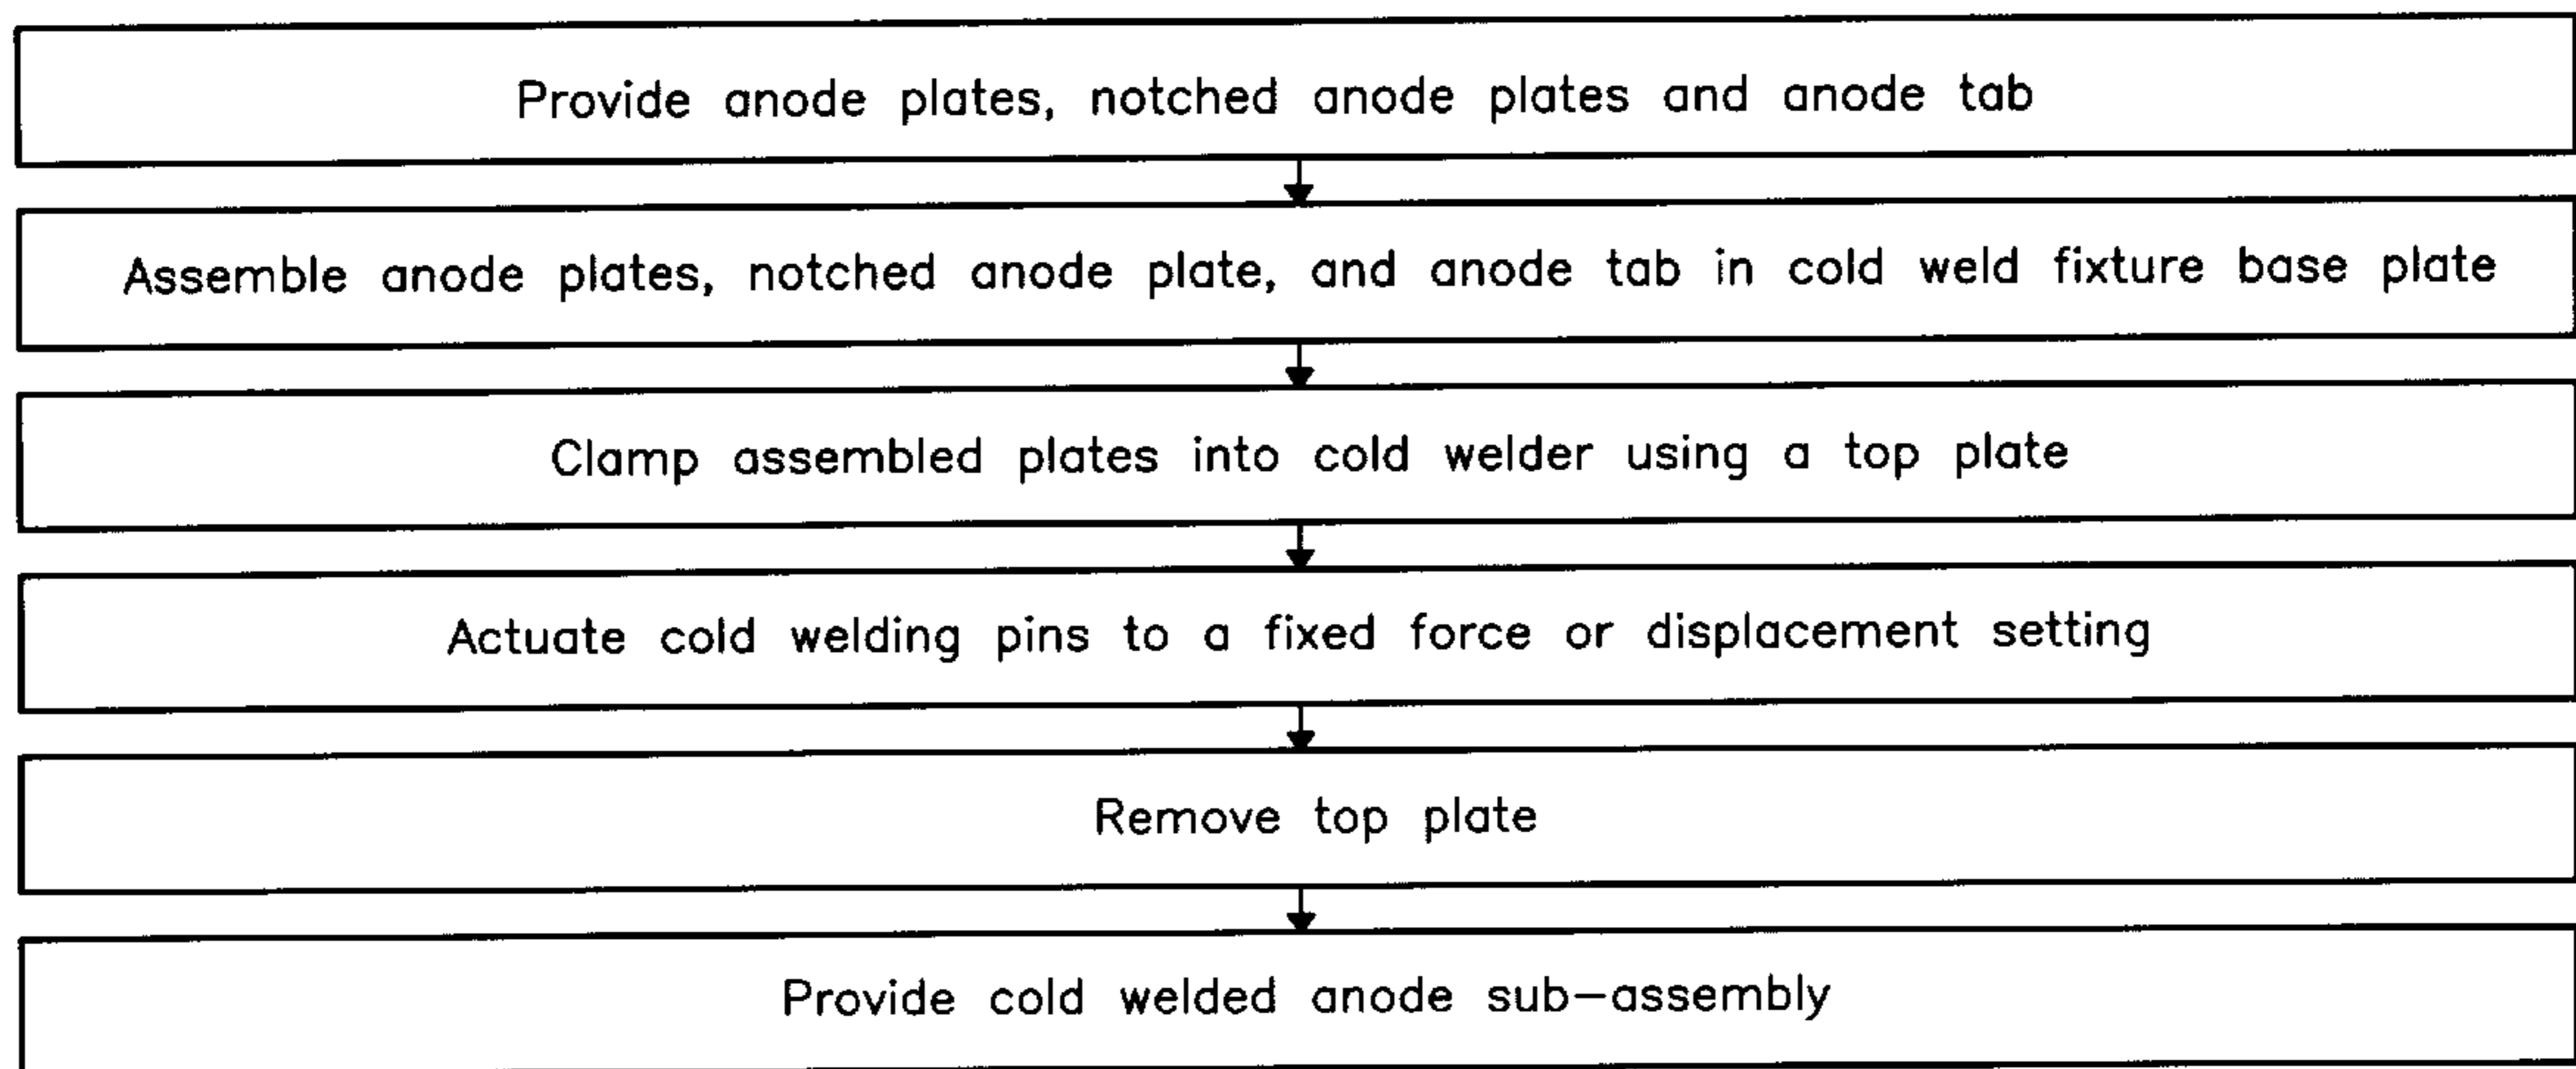 Provide anode plates, notched anode plates and anode tab
Assemble anode plates, notched anode plate, and anode tab in cold weld fixture base plate
Clamp assembled plates into cold welder using a top plate
Actuate cold welding pins to a fixed force or displacement setting
Remove top plate
Provide cold welded anode sub-assembly